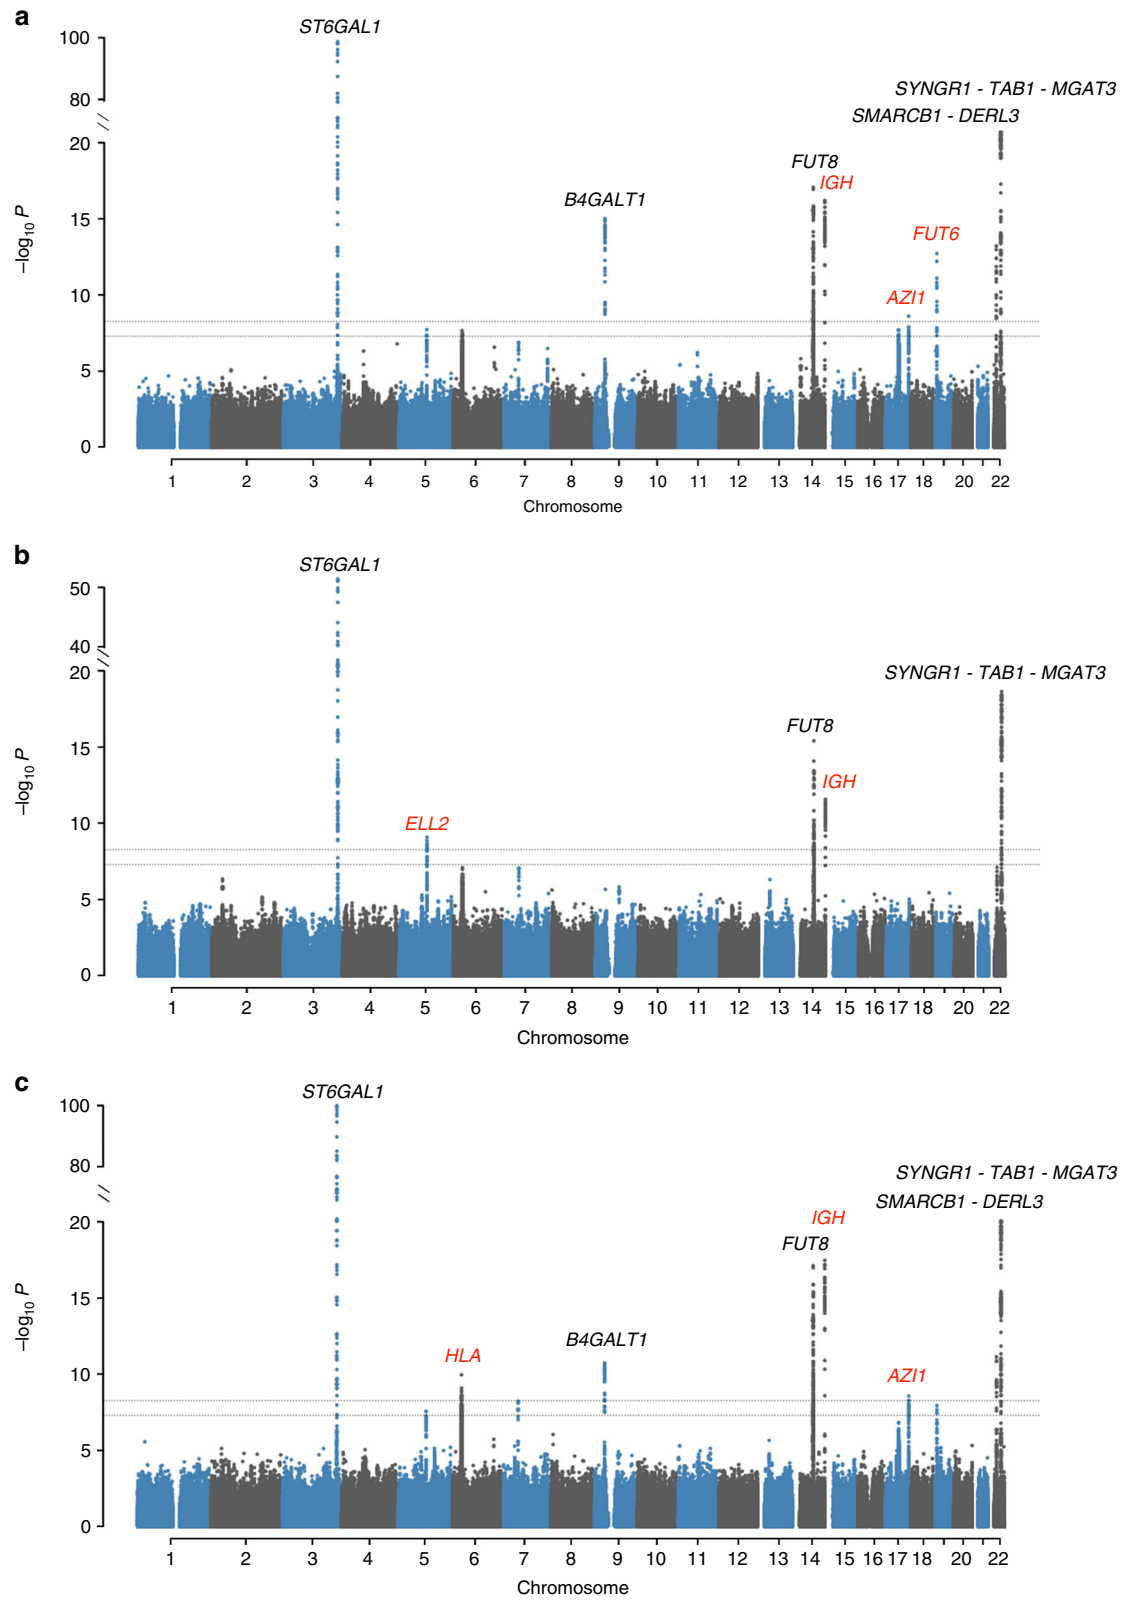 a
ST6GAL1
SYNGR1 - TAB1 - MGAT3
SMARCB1 - DERL3
FUT8
IGH
B4GALT1
FUT6
AZI1
100
80
20
15
10
5
0
−log10 P
1 2 3 4 5 6 7 8 9 10 11 12 13 14 15 16 17 18 20 22
Chromosome
b
ST6GAL1
SYNGR1 - TAB1 - MGAT3
FUT8
IGH
ELL2
50
40
20
15
10
5
0
−log10 P
1 2 3 4 5 6 7 8 9 10 11 12 13 14 15 16 17 18 20 22
Chromosome
c
ST6GAL1
SYNGR1 - TAB1 - MGAT3
SMARCB1 - DERL3
IGH
FUT8
B4GALT1
HLA
AZI1
100
80
20
15
10
5
0
−log10 P
1 2 3 4 5 6 7 8 9 10 11 12 13 14 15 16 17 18 20 22
Chromosome